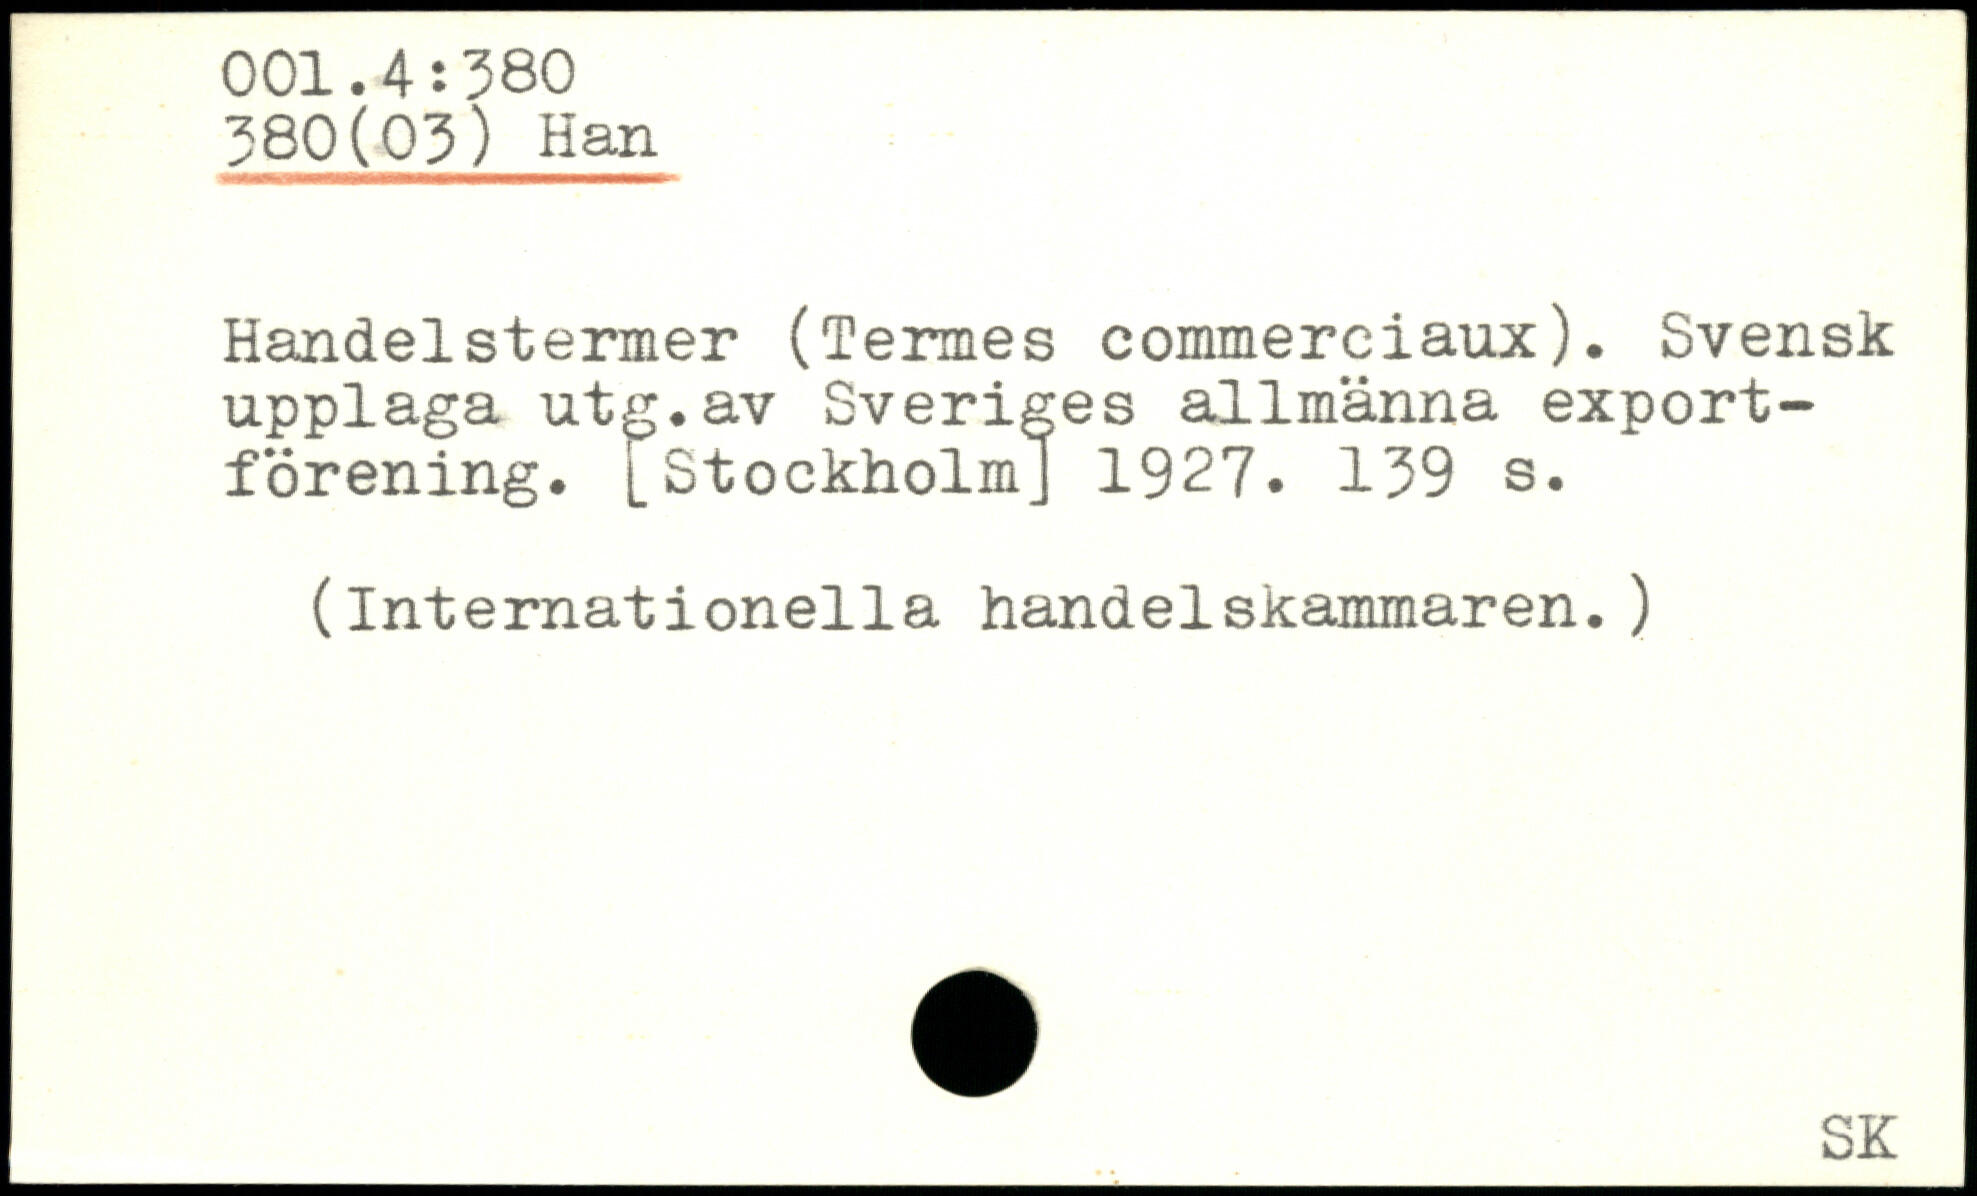 001.4:380
380(03) Han
Handelstermer (Termes commerciaux). Svensk
upplaga utg.av Sveriges allmänna export-
förening. [Stockholm] 1927. 139 s.
(Internationella handelskammaren.)
SK